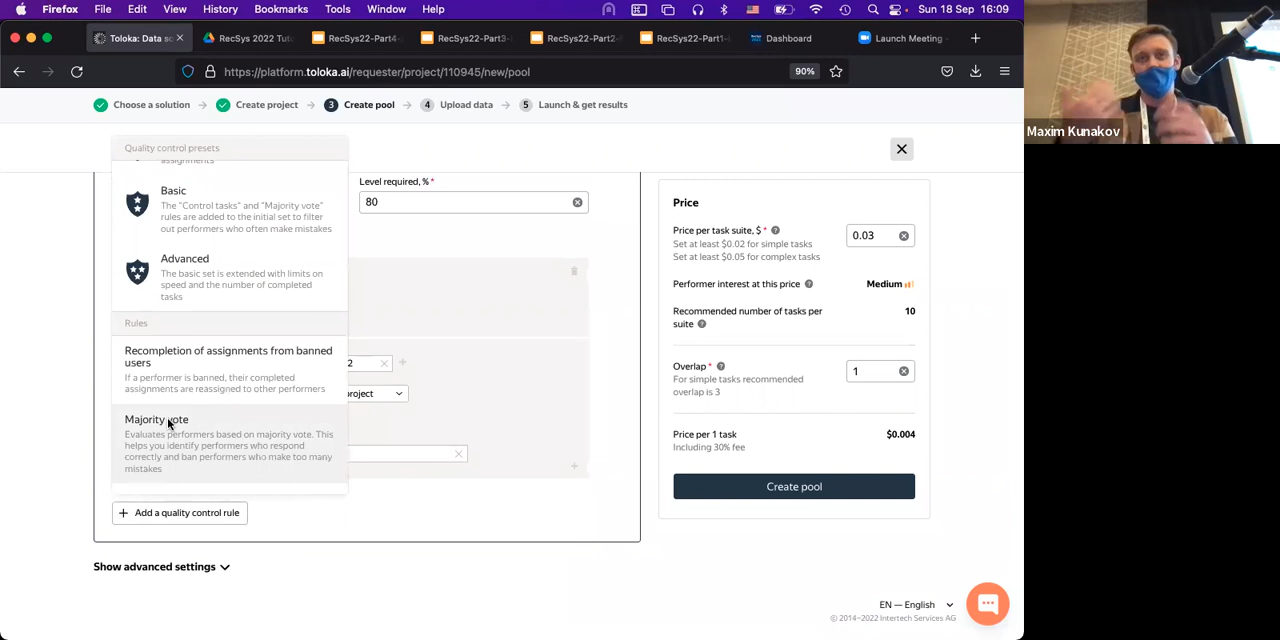 Firefox File Edit View History Bookmarks Tools Window Help Sun 18 Sep 16:09
Toloka: Data sc RecSys 2022 Tut RecSys22-Part4- RecSys22-Part3- RecSys22-Part2- RecSys22-Part1- Dashboard Launch Meeting -
https://platform.toloka.ai/requester/project/110945/new/pool 90%
Choose a solution Create project 3 Create pool 4 Upload data 5 Launch & get results
Quality control presets
assignments
Basic
The "Control tasks" and "Majority vote"
rules are added to the initial set to filter
out performers who often make mistakes
Advanced
The basic set is extended with limits on
speed and the number of completed
tasks
Rules
Recompletion of assignments from banned
users
If a performer is banned, their completed
assignments are reassigned to other performers
Majority vote
Evaluates performers based on majority vote. This
helps you identify performers who respond
correctly and ban performers who make too many
mistakes
Add a quality control rule
Show advanced settings
Level required, % *
80
2
project
Price
Price per task suite, $ * 0.03
Set at least $0.02 for simple tasks
Set at least $0.05 for complex tasks
Performer interest at this price Medium
Recommended number of tasks per 10
suite
Overlap * 1
For simple tasks recommended
overlap is 3
Price per 1 task $0.004
Including 30% fee
Create pool
EN — English
© 2014–2022 Intertech Services AG
Maxim Kunakov